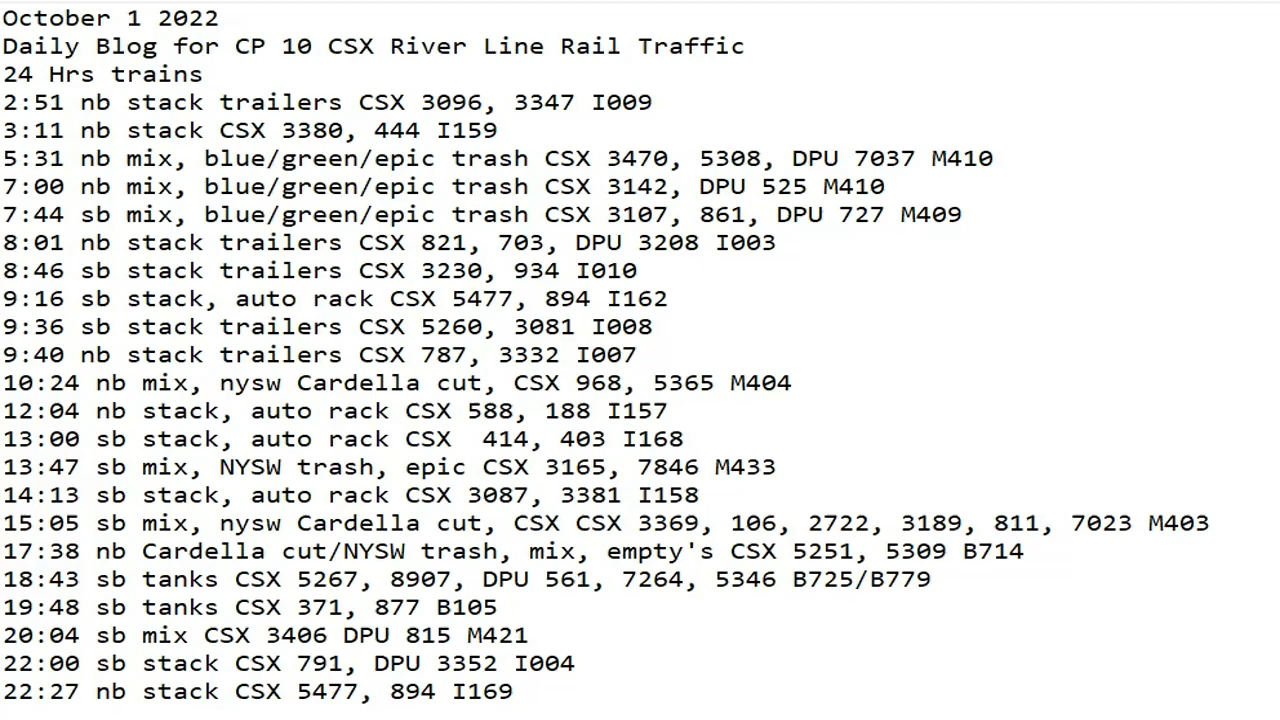 October 1 2022
Daily Blog for CP 10 CSX River Line Rail Traffic
24 Hrs trains
2:51 nb stack trailers CSX 3096, 3347 I009
3:11 nb stack CSX 3380, 444 I159
5:31 nb mix, blue/green/epic trash CSX 3470, 5308, DPU 7037 M410
7:00 nb mix, blue/green/epic trash CSX 3142, DPU 525 M410
7:44 sb mix, blue/green/epic trash CSX 3107, 861, DPU 727 M409
8:01 nb stack trailers CSX 821, 703, DPU 3208 I003
8:46 sb stack trailers CSX 3230, 934 I010
9:16 sb stack, auto rack CSX 5477, 894 I162
9:36 sb stack trailers CSX 5260, 3081 I008
9:40 nb stack trailers CSX 787, 3332 I007
10:24 nb mix, nysw Cardella cut, CSX 968, 5365 M404
12:04 nb stack, auto rack CSX 588, 188 I157
13:00 sb stack, auto rack CSX  414, 403 I168
13:47 sb mix, NYSW trash, epic CSX 3165, 7846 M433
14:13 sb stack, auto rack CSX 3087, 3381 I158
15:05 sb mix, nysw Cardella cut, CSX CSX 3369, 106, 2722, 3189, 811, 7023 M403
17:38 nb Cardella cut/NYSW trash, mix, empty's CSX 5251, 5309 B714
18:43 sb tanks CSX 5267, 8907, DPU 561, 7264, 5346 B725/B779
19:48 sb tanks CSX 371, 877 B105
20:04 sb mix CSX 3406 DPU 815 M421
22:00 sb stack CSX 791, DPU 3352 I004
22:27 nb stack CSX 5477, 894 I169